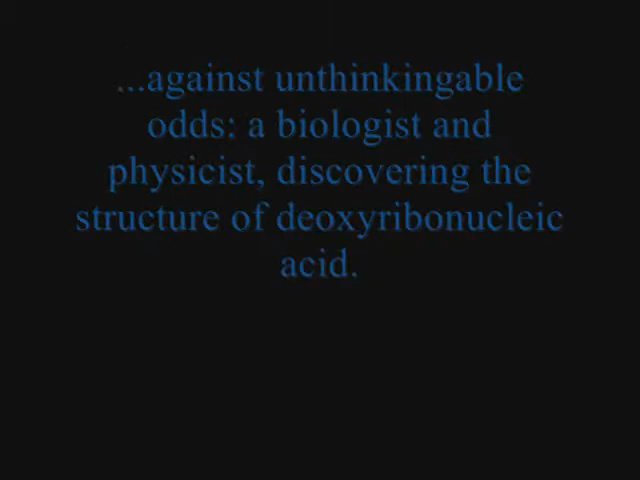 ...against unthinkingable
odds: a biologist and
physicist, discovering the
structure of deoxyribonucleic
acid.